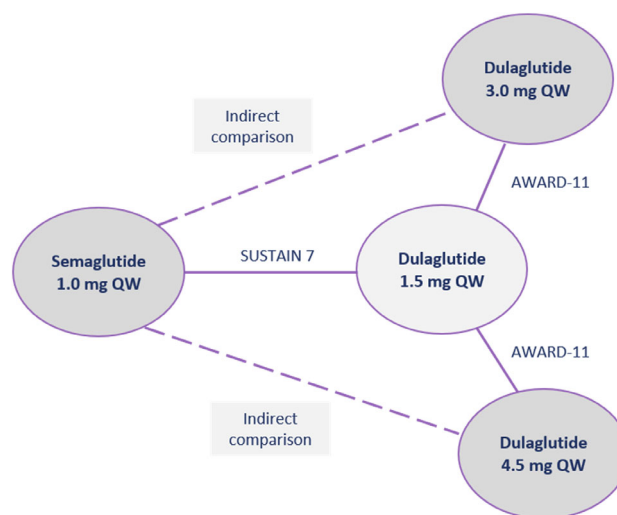 Dulaglutide
3.0 mg QW
Indirect
comparison
AWARD-11
Semaglutide
1.0 mg QW
SUSTAIN 7
Dulaglutide
1.5 mg QW
AWARD-11
Indirect
comparison
Dulaglutide
4.5 mg QW